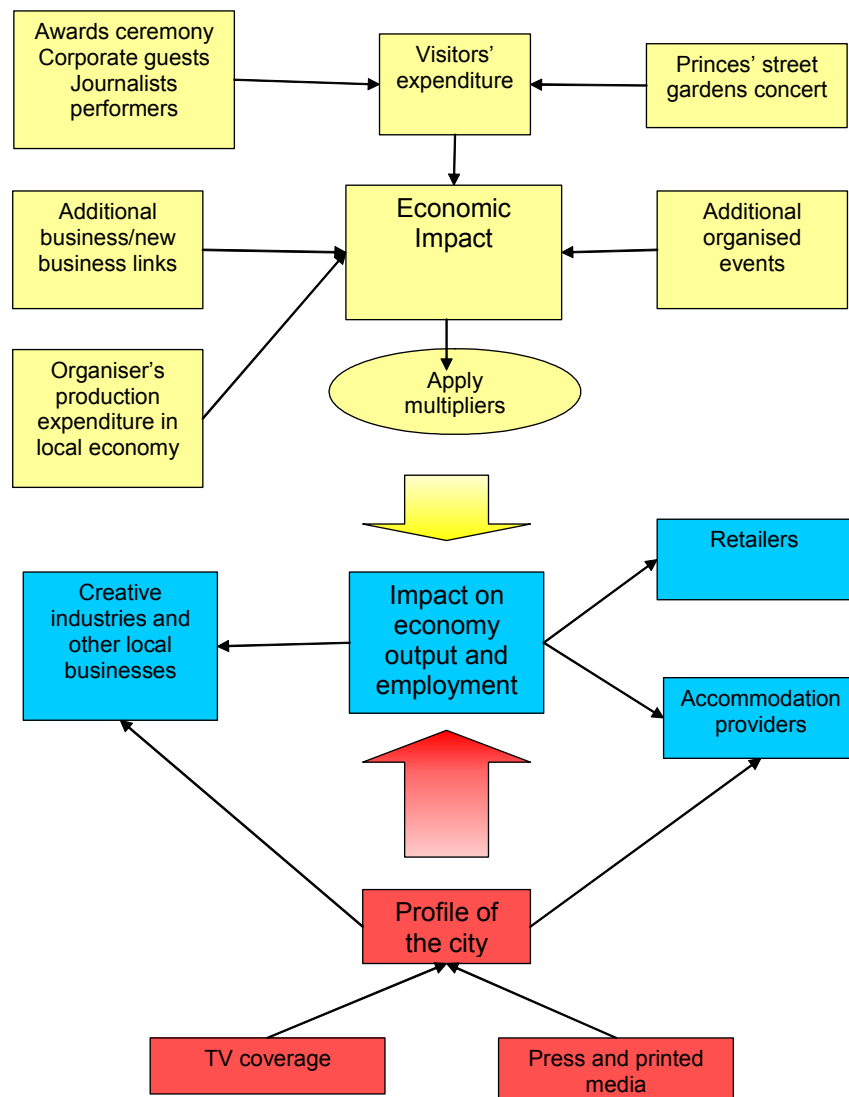 Awards ceremony
Corporate guests
Journalists
performers
Visitors'
expenditure
Princes' street
gardens concert
Additional
business/new
business links
Economic
Impact
Additional
organised
events
Organiser's
production
expenditure in
local economy
Apply
multipliers
Retailers
Creative
industries and
other local
businesses
Impact on
economy
output and
employment
Accommodation
providers
Profile of
the city
TV coverage
Press and printed
media